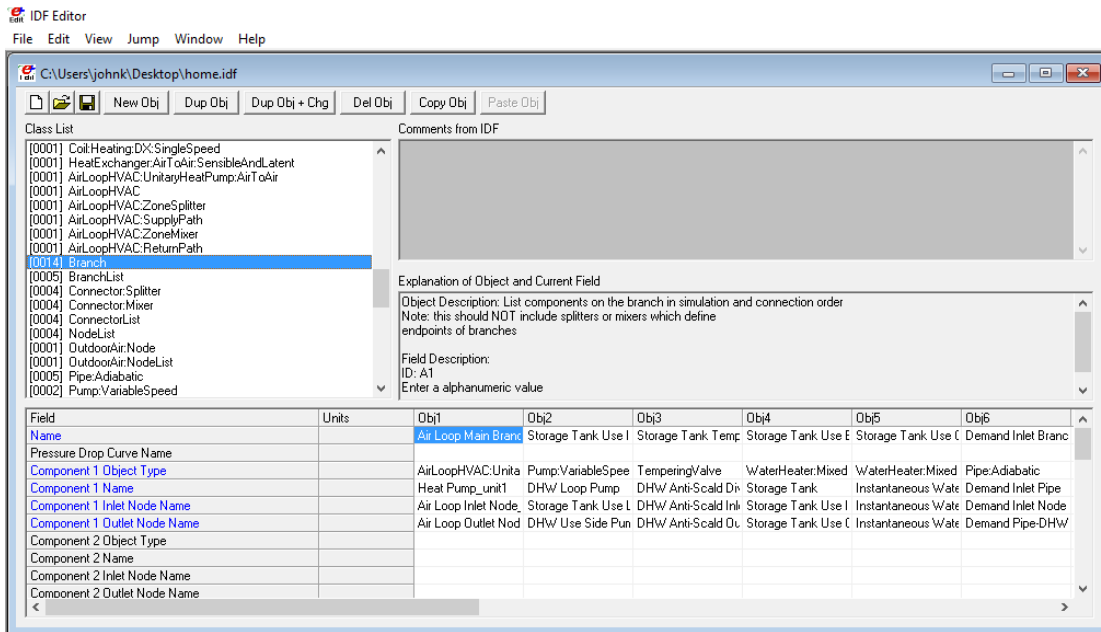 IDF Editor
File Edit View Jump Window Help
C:\Users\johnk\Desktop\home.idf
New Obj Dup Obj Dup Obj + Chg Del Obj Copy Obj Paste Obj
Class List
[0001] Coil:Heating:DX:SingleSpeed
[0001] HeatExchanger:AirToAir:SensibleAndLatent
[0001] AirLoopHVAC:UnitaryHeatPump:AirToAir
[0001] AirLoopHVAC
[0001] AirLoopHVAC:ZoneSplitter
[0001] AirLoopHVAC:SupplyPath
[0001] AirLoopHVAC:ZoneMixer
[0001] AirLoopHVAC:ReturnPath
[0014] Branch
[0005] BranchList
[0004] Connector:Splitter
[0004] Connector:Mixer
[0004] ConnectorList
[0004] NodeList
[0001] OutdoorAir:Node
[0001] OutdoorAir:NodeList
[0005] Pipe:Adiabatic
[0002] Pump:VariableSpeed
Comments from IDF
Explanation of Object and Current Field
Object Description: List components on the branch in simulation and connection order
Note: this should NOT include splitters or mixers which define
endpoints of branches
Field Description:
ID: A1
Enter a alphanumeric value
Field Units Obj1 Obj2 Obj3 Obj4 Obj5 Obj6
Name Air Loop Main Branc Storage Tank Use Storage Tank Temp Storage Tank Use Storage Tank Use Demand Inlet Branc
Pressure Drop Curve Name
Component 1 Object Type AirLoopHVAC:Unita Pump:VariableSpee TemperingValve WaterHeater:Mixed WaterHeater:Mixed Pipe:Adiabatic
Component 1 Name Heat Pump_unit1 DHW Loop Pump DHW Anti-Scald Div Storage Tank Instantaneous Wate Demand Inlet Pipe
Component 1 Inlet Node Name Air Loop Inlet Node_ Storage Tank Use DHW Anti-Scald Inl Storage Tank Use Instantaneous Wate Demand Inlet Node
Component 1 Outlet Node Name Air Loop Outlet Nod DHW Use Side Pun DHW Anti-Scald Ou Storage Tank Use Instantaneous Wate Demand Pipe-DHW
Component 2 Object Type
Component 2 Name
Component 2 Inlet Node Name
Component 2 Outlet Node Name